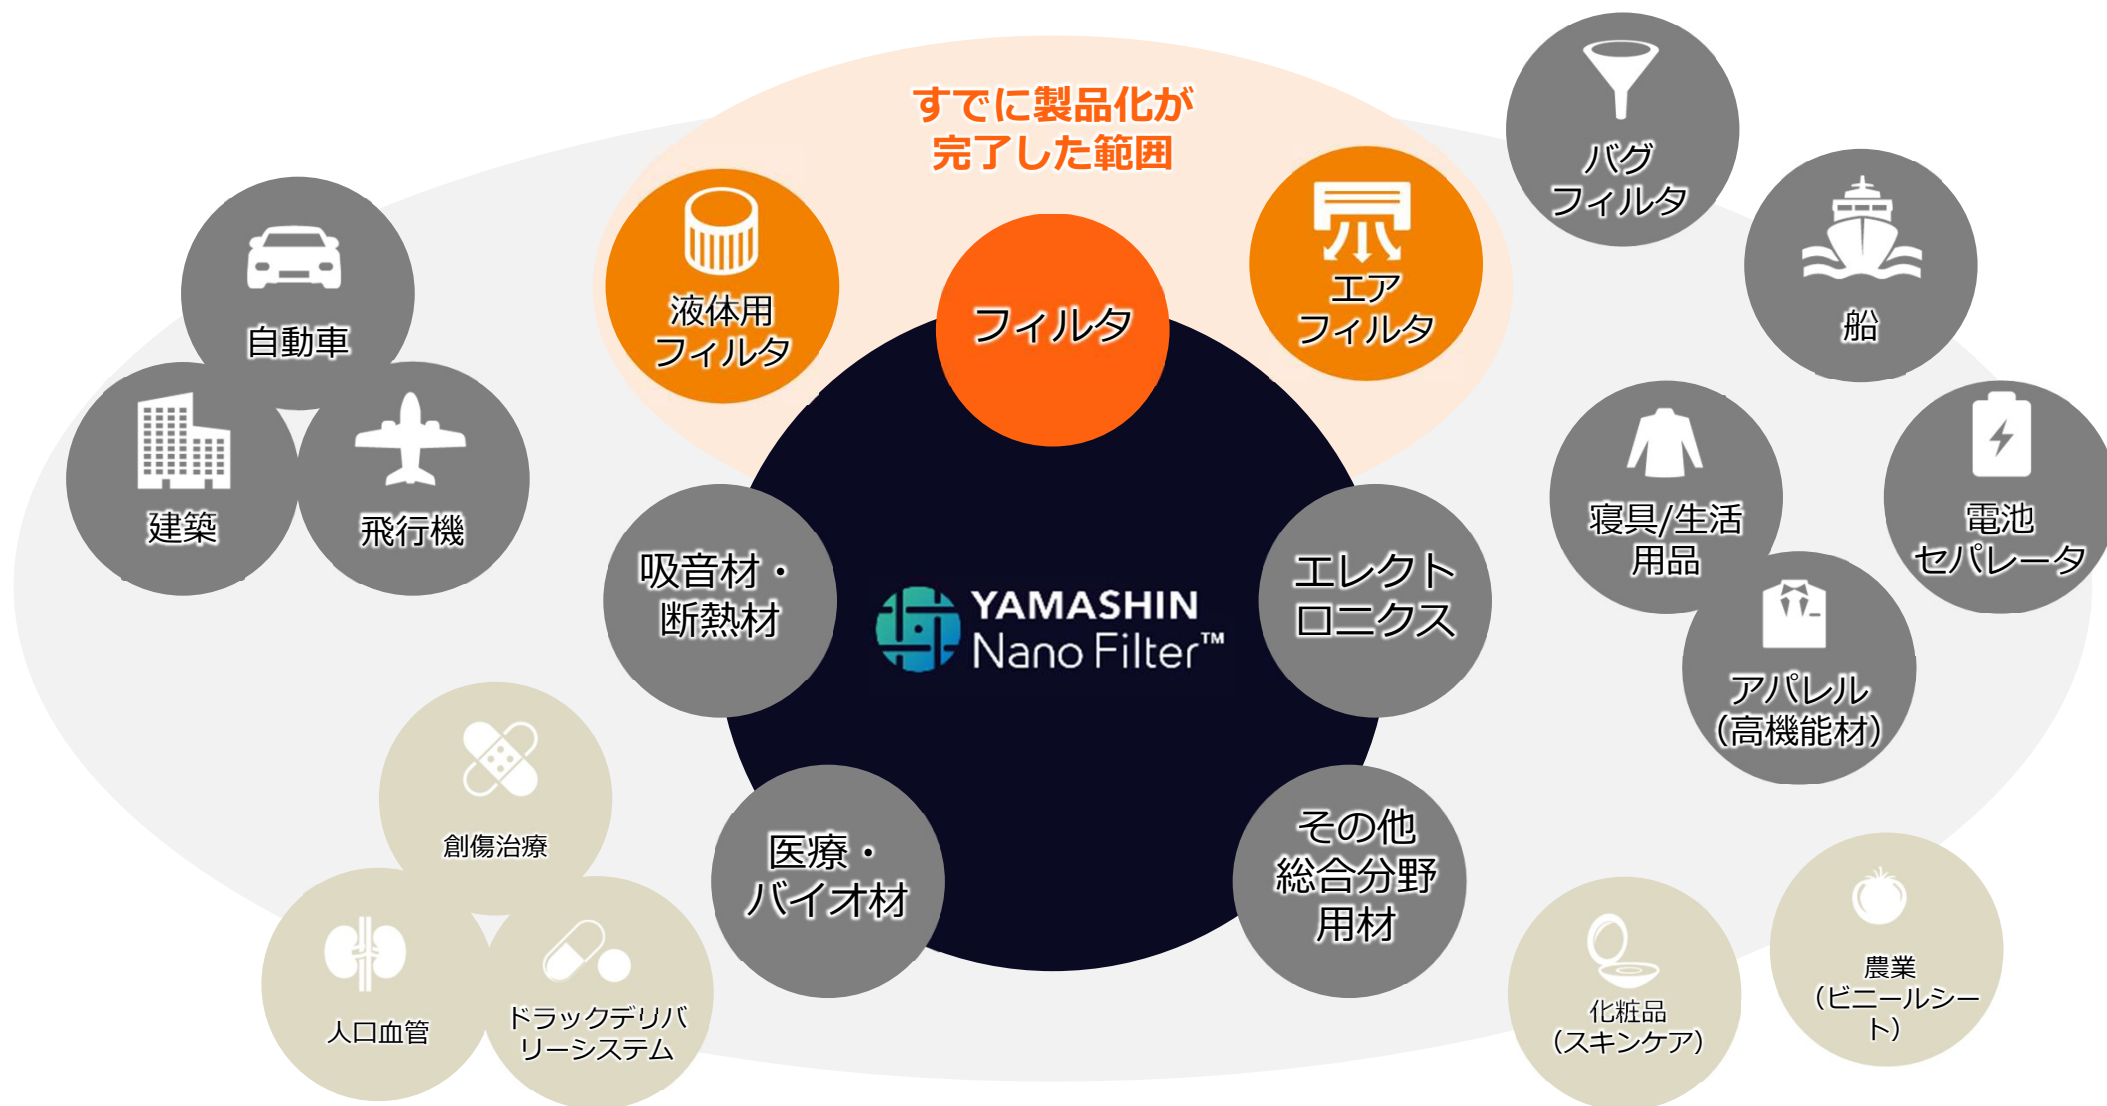 すでに製品化が
完了した範囲
液体用
フィルタ
フィルタ
エア
フィルタ
バグ
フィルタ
船
自動車
建築
飛行機
吸音材・
断熱材
YAMASHIN
Nano Filter™
エレクト
ロニクス
寝具/生活
用品
電池
セパレータ
アパレル
（高機能材）
創傷治療
人口血管
ドラックデリバ
リーシステム
医療・
バイオ材
その他
総合分野
用材
化粧品
（スキンケア）
農業
（ビニールシー
ト）